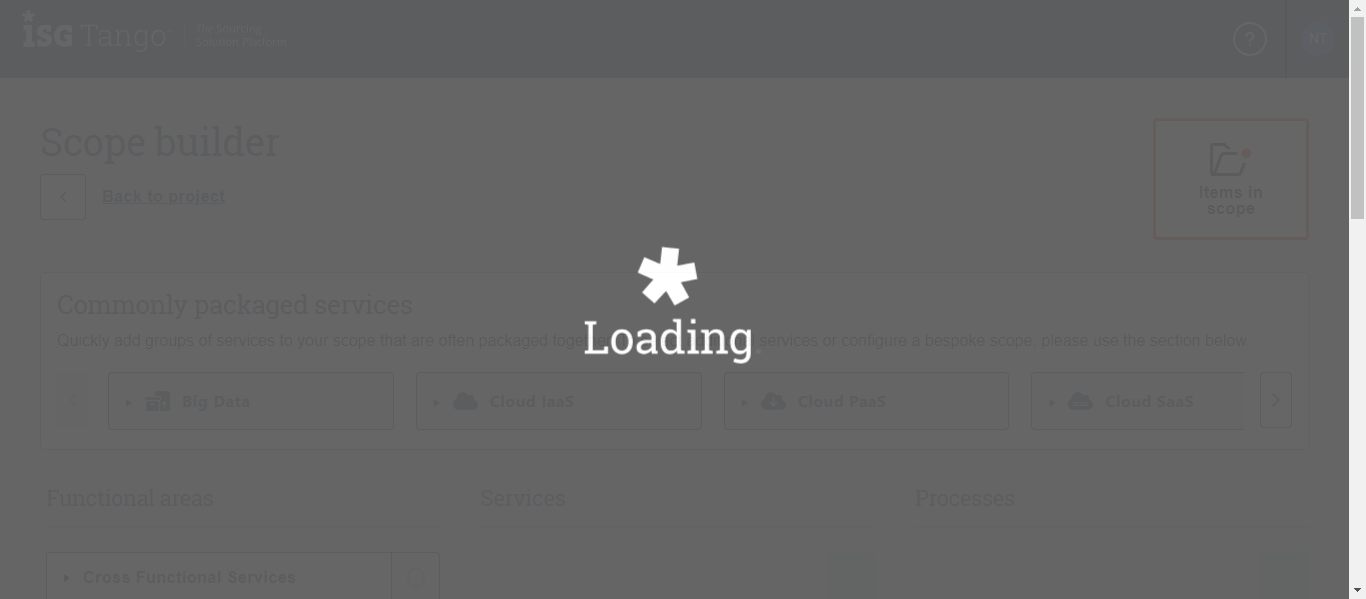 iSG Tango
The Sourcing
Solution Platform
?
NT
Scope builder
Back to project
Items in
scope
Commonly packaged services
Quickly add groups of services to your scope that are often packaged services or configure a bespoke scope, please use the section below
Loading
Big Data
Cloud IaaS
Cloud PaaS
Cloud SaaS
Functional areas
Services
Processes
Cross Functional Services